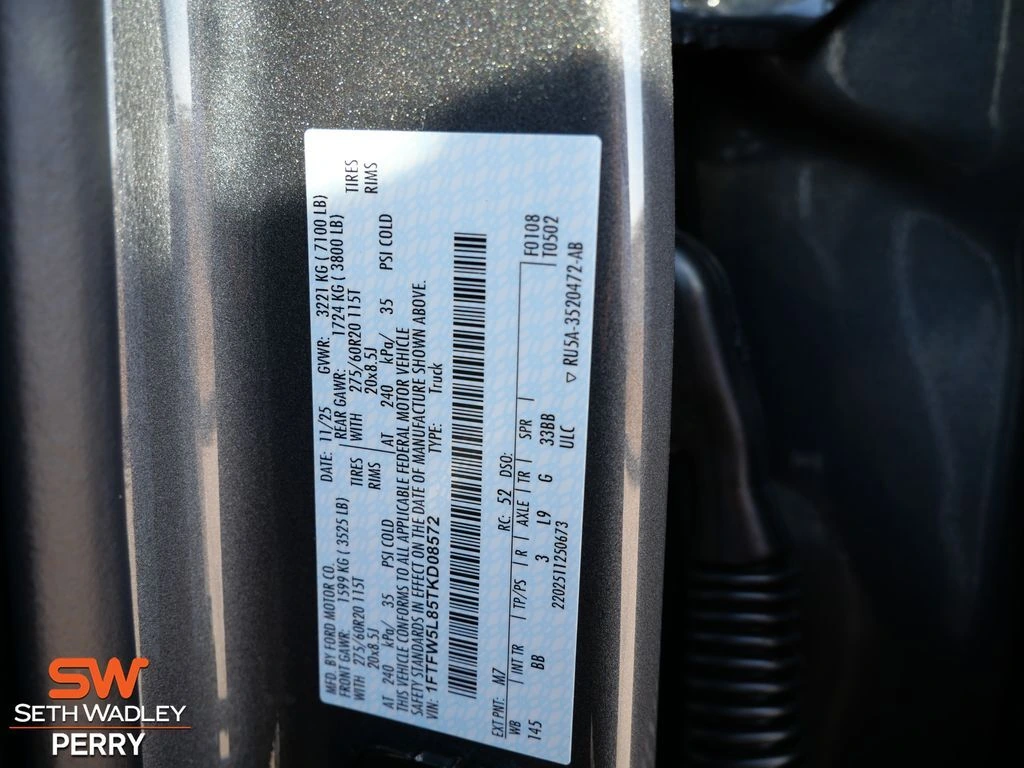 MFD. BY FORD MOTOR CO.
DATE: 11/25 GVWR: 3221 KG ( 7100 LB)
FRONT GAWR: 1599 KG ( 3525 LB) REAR GAWR: 1724 KG ( 3800 LB)
WITH 275/60R20 115T TIRES WITH 275/60R20 115T TIRES
20x8.5J RIMS 20x8.5J RIMS
AT 240 kPa/ 35 PSI COLD AT 240 kPa/ 35 PSI COLD
THIS VEHICLE CONFORMS TO ALL APPLICABLE FEDERAL MOTOR VEHICLE
SAFETY STANDARDS IN EFFECT ON THE DATE OF MANUFACTURE SHOWN ABOVE.
VIN: 1FTFW5L85TKD08572 TYPE: Truck
EXT PNT: M7 RC: 52 DSO:
WB INT TR TP/PS R AXLE TR SPR F0108
145 BB 3 L9 G 33BB T0502
2202511250673 ULC
▽ RU5A-3520472-AB
SW
SETH WADLEY
PERRY